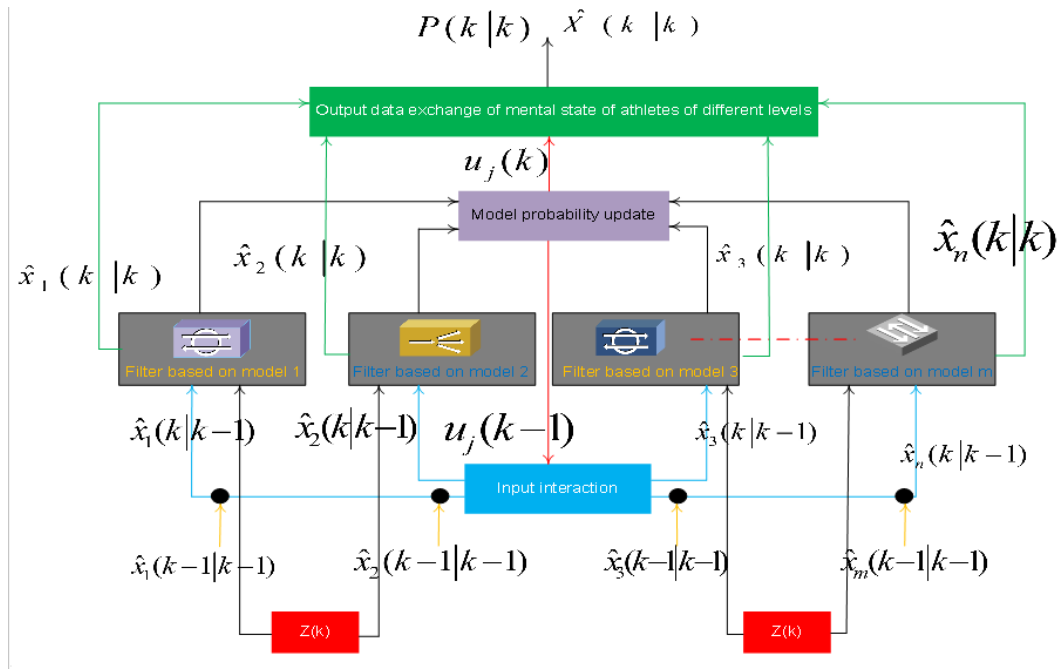 P(k|k) X̂ (k|k)
Output data exchange of mental state of athletes of different levels
u_j(k)
Model probability update
x̂_1(k|k)
x̂_2(k|k)
x̂_3(k|k)
x̂_n(k|k)
Filter based on model 1
Filter based on model 2
Filter based on model 3
Filter based on model m
x̂_1(k|k-1)
x̂_2(k|k-1)
u_j(k-1)
x̂_3(k|k-1)
x̂_n(k|k-1)
Input interaction
x̂_1(k-1|k-1)
x̂_2(k-1|k-1)
x̂_3(k-1|k-1)
x̂_m(k-1|k-1)
Z(k)
Z(k)